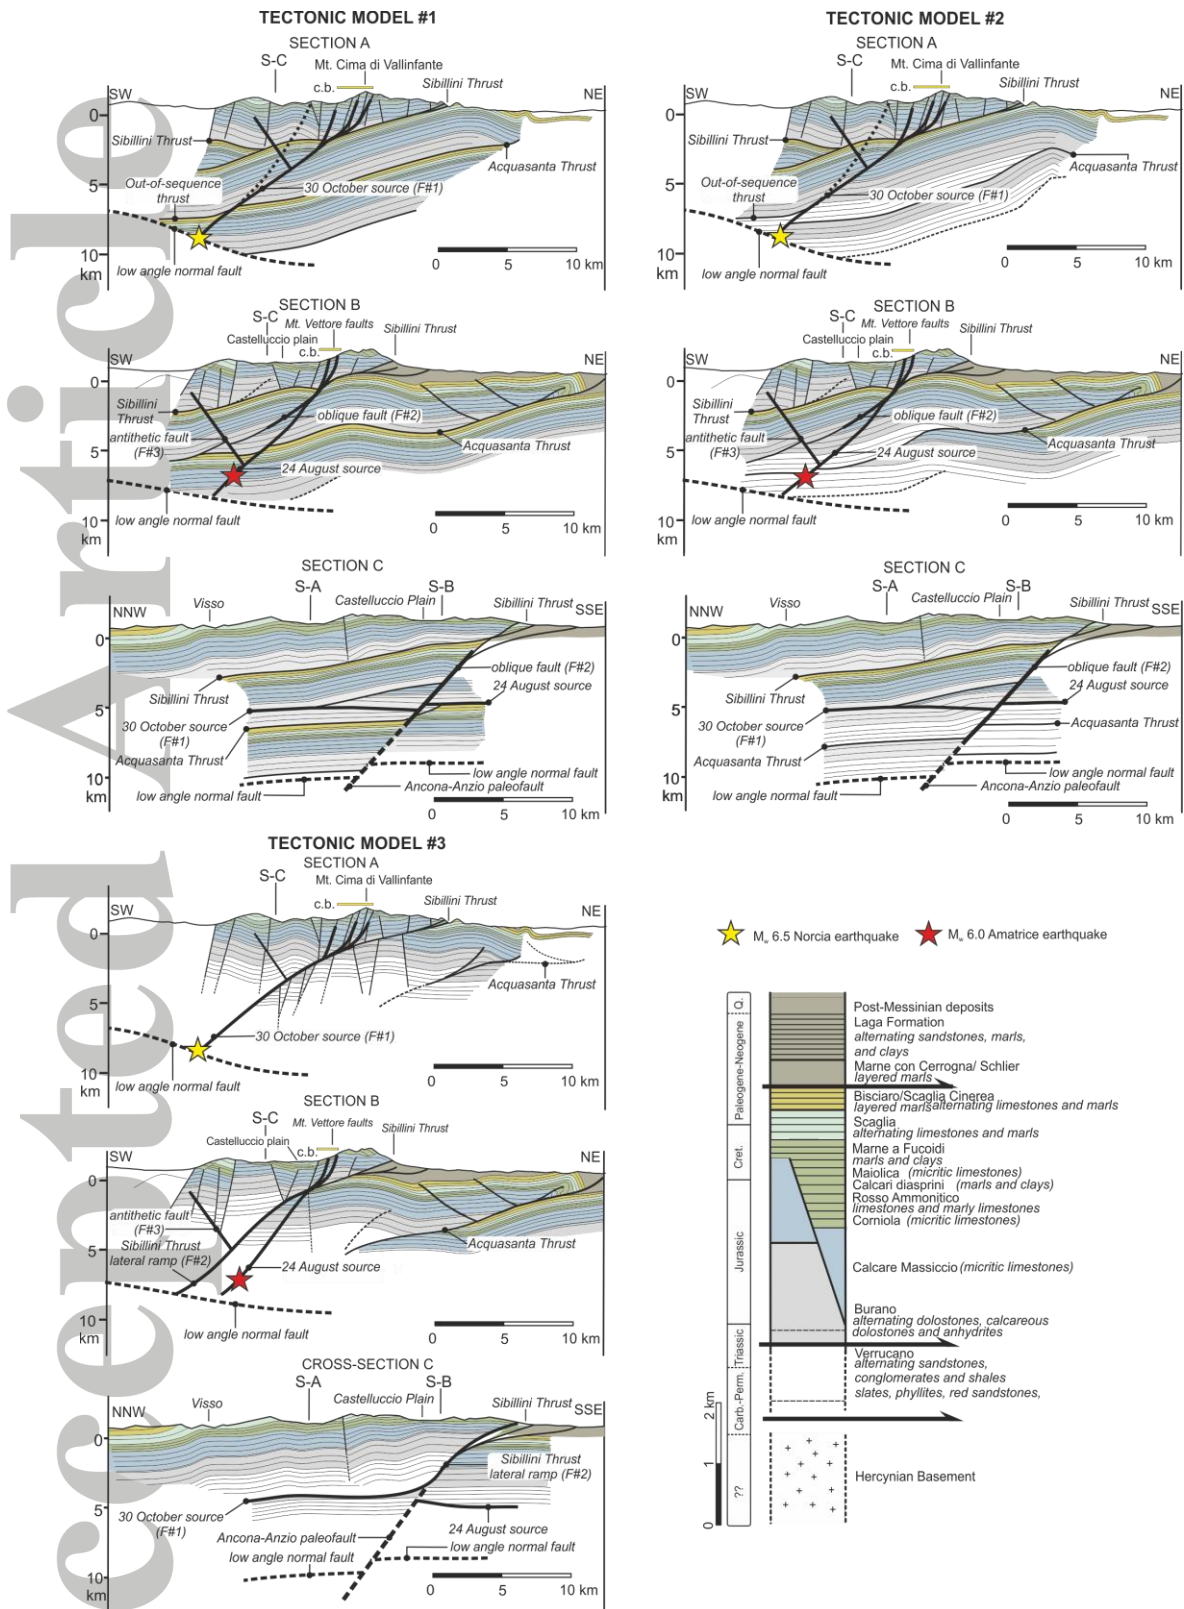 Accepted Article
TECTONIC MODEL #1
SECTION A
S-C
Mt. Cima di Vallinfante
c.b.
Sibillini Thrust
SW
NE
0
Sibillini Thrust
Acquasanta Thrust
Out-of-sequence
thrust
5
30 October source (F#1)
10
km
low angle normal fault
0 5 10 km
SECTION B
S-C
Mt. Vettore faults
Castelluccio plain
c.b.
Sibillini Thrust
SW
NE
0
Sibillini
Thrust
oblique fault (F#2)
antithetic fault
(F#3)
Acquasanta Thrust
5
24 August source
10
km
low angle normal fault
0 5 10 km
SECTION C
S-A
S-B
NNW
Visso
Castelluccio Plain
Sibillini Thrust
SSE
0
oblique fault (F#2)
Sibillini Thrust
24 August source
5
30 October source
(F#1)
Acquasanta Thrust
10
km
low angle normal fault
low angle normal fault
Ancona-Anzio paleofault
0 5 10 km
TECTONIC MODEL #2
SECTION A
S-C
Mt. Cima di Vallinfante
c.b.
Sibillini Thrust
SW
NE
0
Sibillini Thrust
Acquasanta Thrust
Out-of-sequence
thrust
5
30 October source (F#1)
10
km
low angle normal fault
0 5 10 km
SECTION B
S-C
Mt. Vettore faults
Castelluccio plain
c.b.
Sibillini Thrust
SW
NE
0
Sibillini
Thrust
oblique fault (F#2)
antithetic fault
(F#3)
Acquasanta Thrust
5
24 August source
10
km
low angle normal fault
0 5 10 km
SECTION C
S-A
S-B
NNW
Visso
Castelluccio Plain
Sibillini Thrust
SSE
0
oblique fault (F#2)
Sibillini Thrust
24 August source
5
30 October source
(F#1)
Acquasanta Thrust
Acquasanta Thrust
10
km
low angle normal fault
low angle normal fault
Ancona-Anzio paleofault
0 5 10 km
TECTONIC MODEL #3
SECTION A
S-C
Mt. Cima di Vallinfante
c.b.
Sibillini Thrust
SW
NE
0
Acquasanta Thrust
5
30 October source (F#1)
10
km
low angle normal fault
0 5 10 km
SECTION B
S-C
Mt. Vettore faults
Castelluccio plain
c.b.
Sibillini Thrust
SW
NE
0
antithetic fault
(F#3)
Sibillini Thrust
lateral ramp (F#2)
Acquasanta Thrust
5
24 August source
10
km
low angle normal fault
0 5 10 km
CROSS-SECTION C
S-A
S-B
NNW
Visso
Castelluccio Plain
Sibillini Thrust
SSE
0
Sibillini Thrust
lateral ramp (F#2)
5
30 October source
(F#1)
Ancona-Anzio paleofault
24 August source
low angle normal fault
low angle normal fault
10
km
0 5 10 km
Mw 6.5 Norcia earthquake
Mw 6.0 Amatrice earthquake
Q.
Paleogene-Neogene
Cret.
Jurassic
Triassic
Carb.-Perm.
??
Post-Messinian deposits
Laga Formation
alternating sandstones, marls,
and clays
Marne con Cerrogna/ Schlier
layered marls
Bisciaro/Scaglia Cinerea
layered marls alternating limestones and marls
Scaglia
alternating limestones and marls
Marne a Fucoidi
marls and clays
Maiolica (micritic limestones)
Calcari diasprini (marls and clays)
Rosso Ammonitico
limestones and marly limestones
Corniola (micritic limestones)
Calcare Massiccio (micritic limestones)
Burano
alternating dolostones, calcareous
dolostones and anhydrites
Verrucano
alternating sandstones,
conglomerates and shales
slates, phyllites, red sandstones,
Hercynian Basement
0 1 2 km